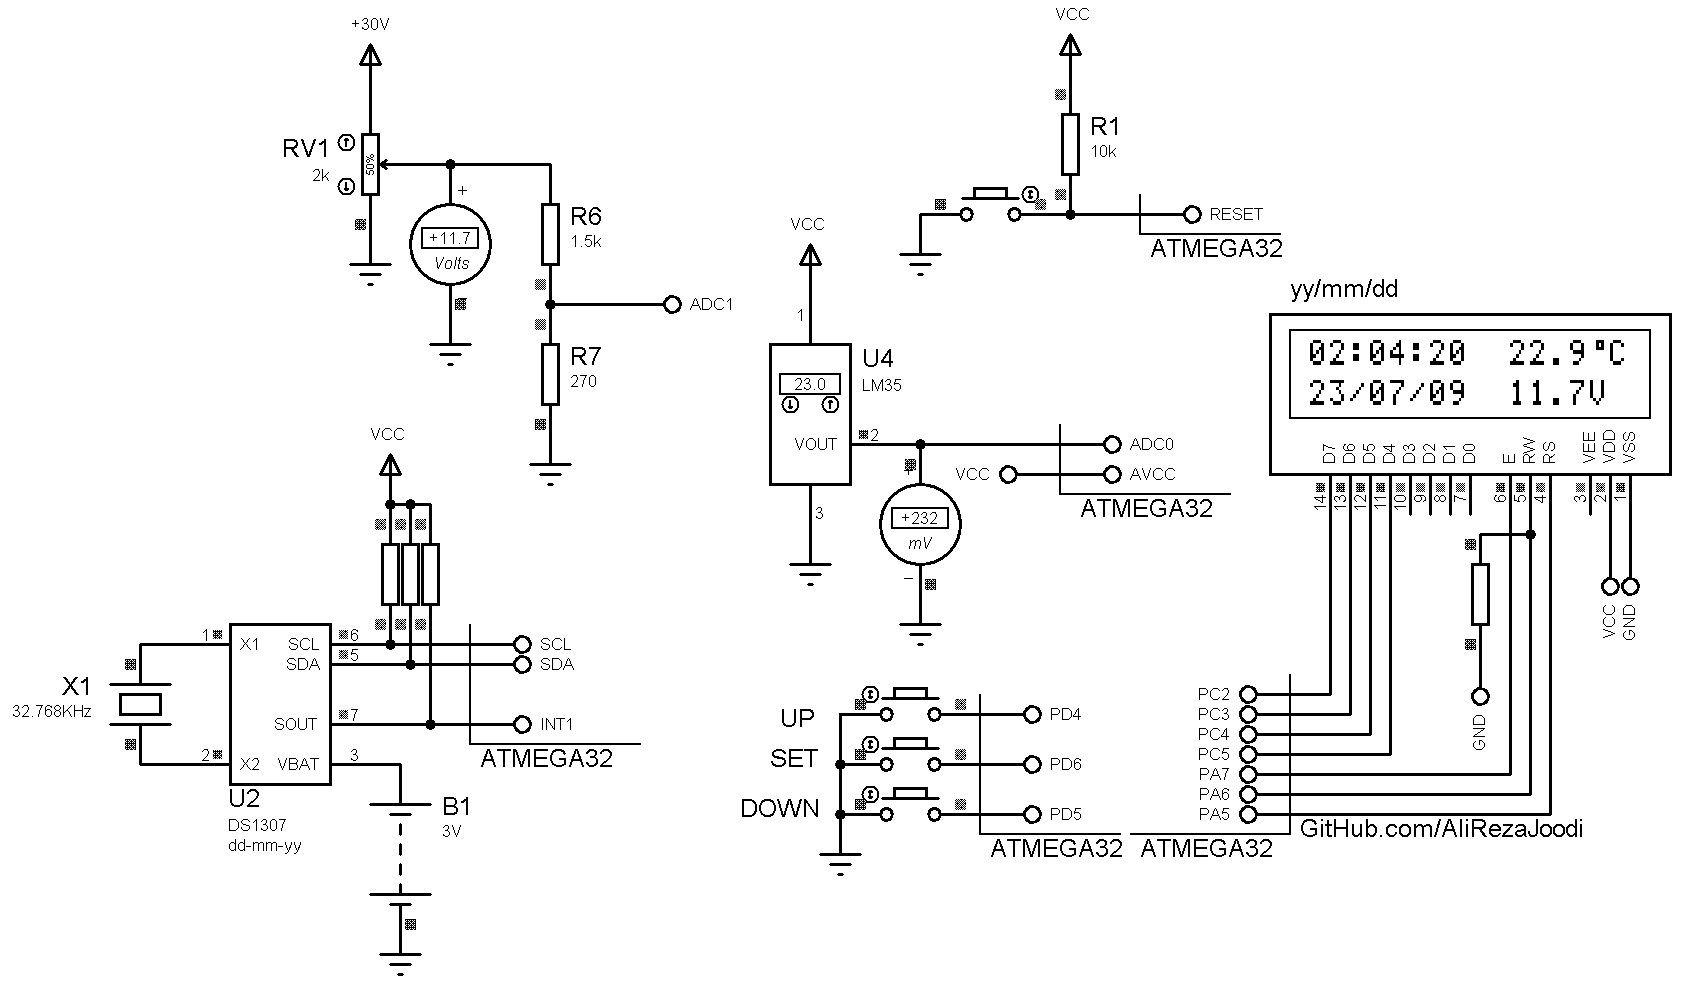 +30V
RV1
2k
50%
+
+11.7
Volts
R6
1.5k
ADC1
R7
270
VCC
R1
10k
RESET
ATMEGA32
VCC
1
U4
LM35
23.0
VOUT
2
3
ADC0
VCC
AVCC
ATMEGA32
+
+232
mV
−
yy/mm/dd
02:04:20 22.9°C
23/07/09 11.7V
D7
D6
D5
D4
D3
D2
D1
D0
E
RW
RS
VEE
VDD
VSS
14
13
12
11
10
9
8
7
6
5
4
3
2
1
VCC
GND
GND
VCC
X1
32.768KHz
1
X1
2
X2
SCL
6
SDA
5
SOUT
7
VBAT
3
SCL
SDA
INT1
ATMEGA32
U2
DS1307
dd-mm-yy
B1
3V
UP
SET
DOWN
PD4
PD6
PD5
ATMEGA32
PC2
PC3
PC4
PC5
PA7
PA6
PA5
ATMEGA32
GitHub.com/AliRezaJoodi